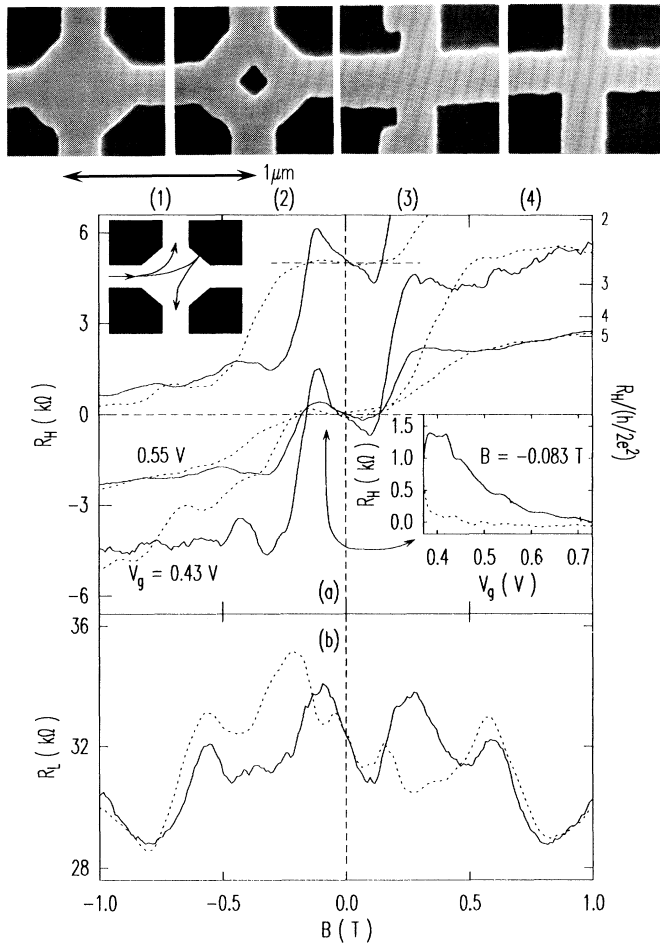 1μm
(1) (2) (3) (4)
6
3
0
-3
-6
R_H (kΩ)
2
3
4
5
R_H/(h/2e²)
0.55 V
V_g = 0.43 V
(a)
1.5
1.0
0.5
0.0
R_H (kΩ)
B = −0.083 T
0.4 0.5 0.6 0.7
V_g (V)
(b)
36
32
28
R_L (kΩ)
-1.0 -0.5 0.0 0.5 1.0
B (T)